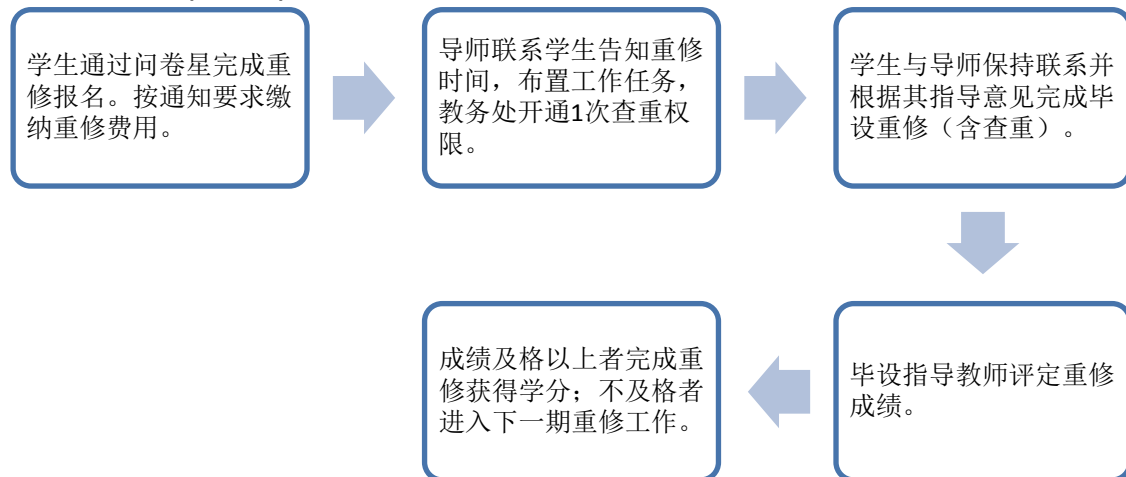 学生通过问卷星完成重
修报名。按通知要求缴
纳重修费用。
导师联系学生告知重修
时间，布置工作任务，
教务处开通1次查重权
限。
学生与导师保持联系并
根据其指导意见完成毕
设重修（含查重）。
毕设指导教师评定重修
成绩。
成绩及格以上者完成重
修获得学分；不及格者
进入下一期重修工作。